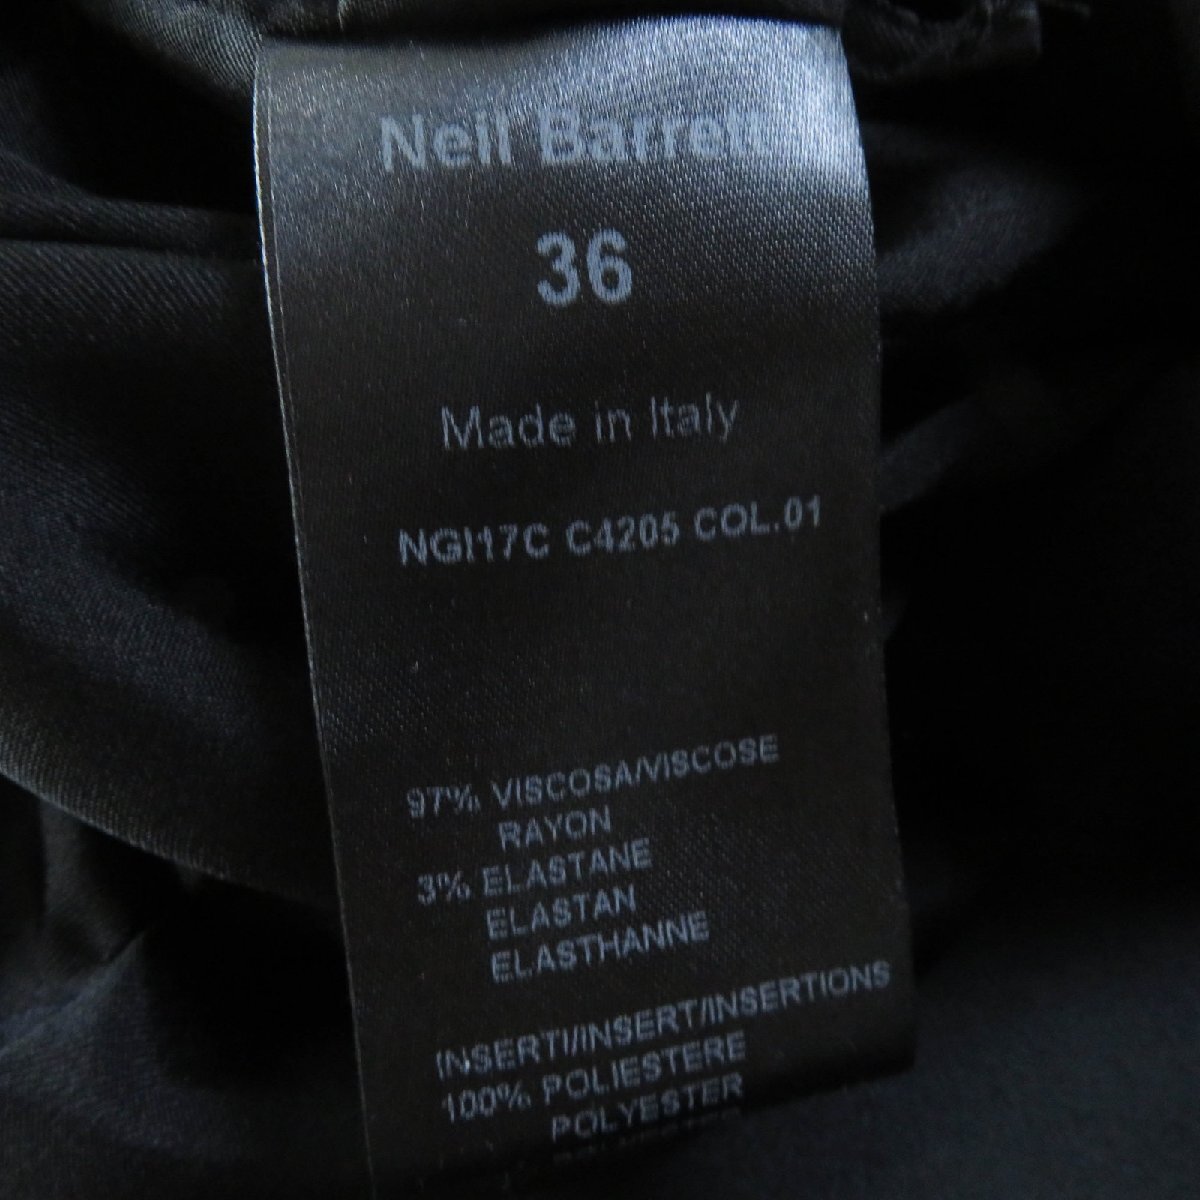 Neil Barrett
36
Made in Italy
NGI17C C4205 COL.01
97% VISCOSA/VISCOSE
RAYON
3% ELASTANE
ELASTAN
ELASTHANNE
INSERTI/INSERT/INSERTIONS
100% POLIESTERE
POLYESTER